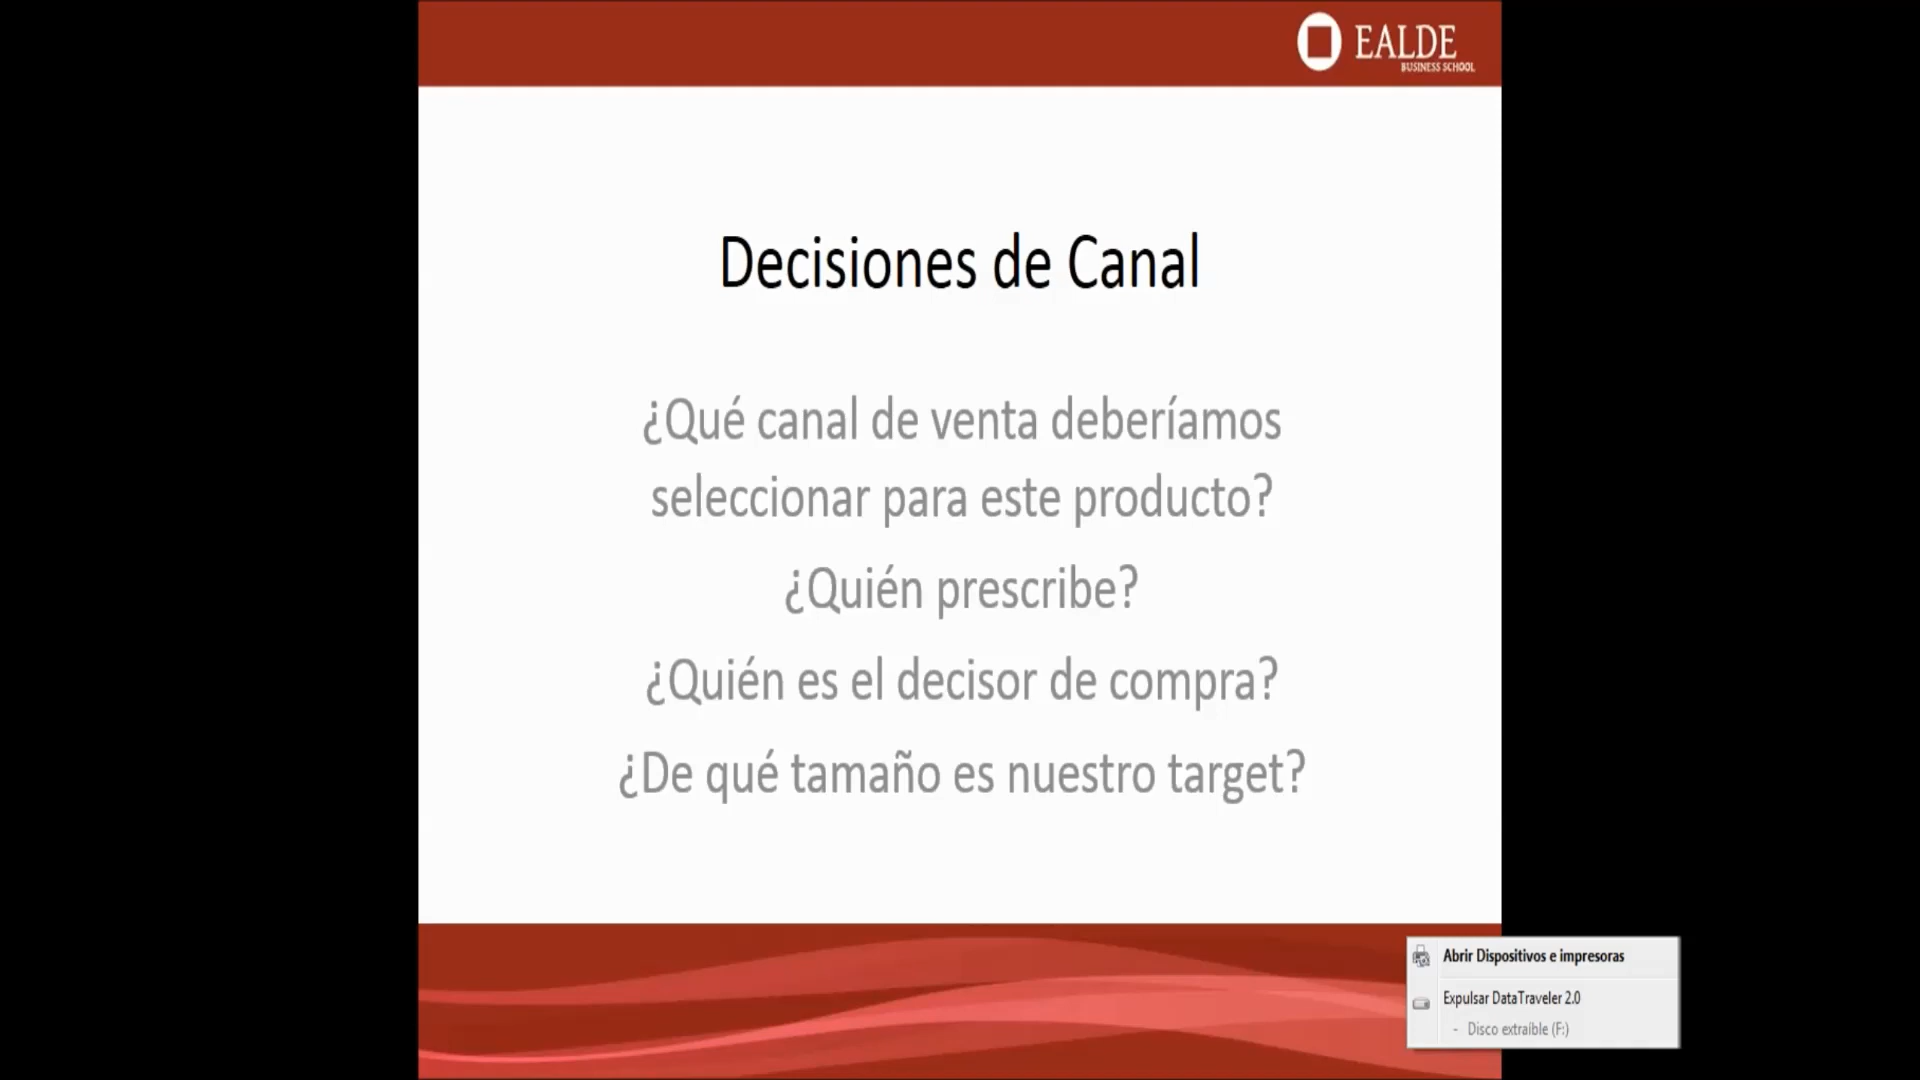 EALDE
BUSINESS SCHOOL
Decisiones de Canal
¿Qué canal de venta deberíamos
seleccionar para este producto?
¿Quién prescribe?
¿Quién es el decisor de compra?
¿De qué tamaño es nuestro target?
Abrir Dispositivos e impresoras
Expulsar DataTraveler 2.0
- Disco extraíble (F:)